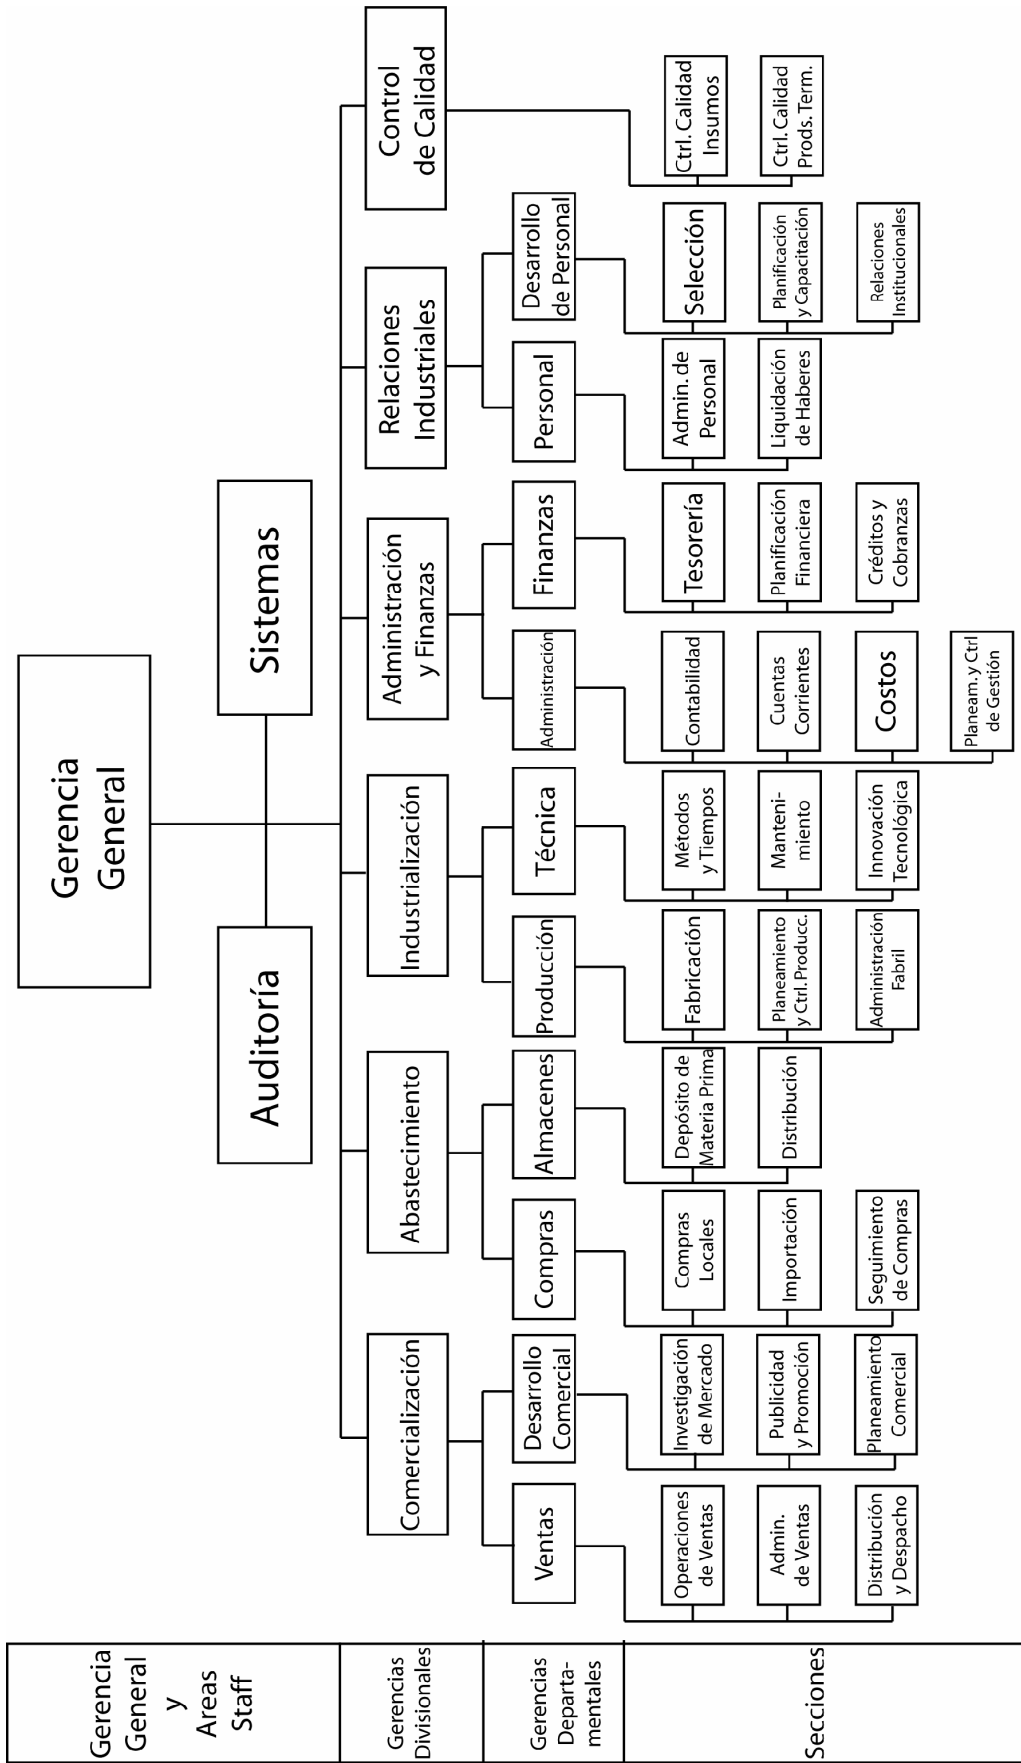 Gerencia
General
y
Areas
Staff
Gerencia
General
Auditoría
Sistemas
Gerencias
Divisionales
Comercialización
Abastecimiento
Industrialización
Administración
y Finanzas
Relaciones
Industriales
Control
de Calidad
Gerencias
Departa-
mentales
Ventas
Desarrollo
Comercial
Compras
Almacenes
Producción
Técnica
Administración
Finanzas
Personal
Desarrollo
de Personal
Secciones
Operaciones
de Ventas
Admin.
de Ventas
Distribución
y Despacho
Investigación
de Mercado
Publicidad
y Promoción
Planeamiento
Comercial
Compras
Locales
Importación
Seguimiento
de Compras
Depósito de
Materia Prima
Distribución
Fabricación
Planeamiento
y Ctrl. Producc.
Administración
Fabril
Métodos
y Tiempos
Manteni-
miento
Innovación
Tecnológica
Contabilidad
Cuentas
Corrientes
Costos
Planeam. y Ctrl
de Gestión
Tesorería
Planificación
Financiera
Créditos y
Cobranzas
Admin. de
Personal
Liquidación
de Haberes
Selección
Planificación
y Capacitación
Relaciones
Institucionales
Ctrl. Calidad
Insumos
Ctrl. Calidad
Prods. Term.